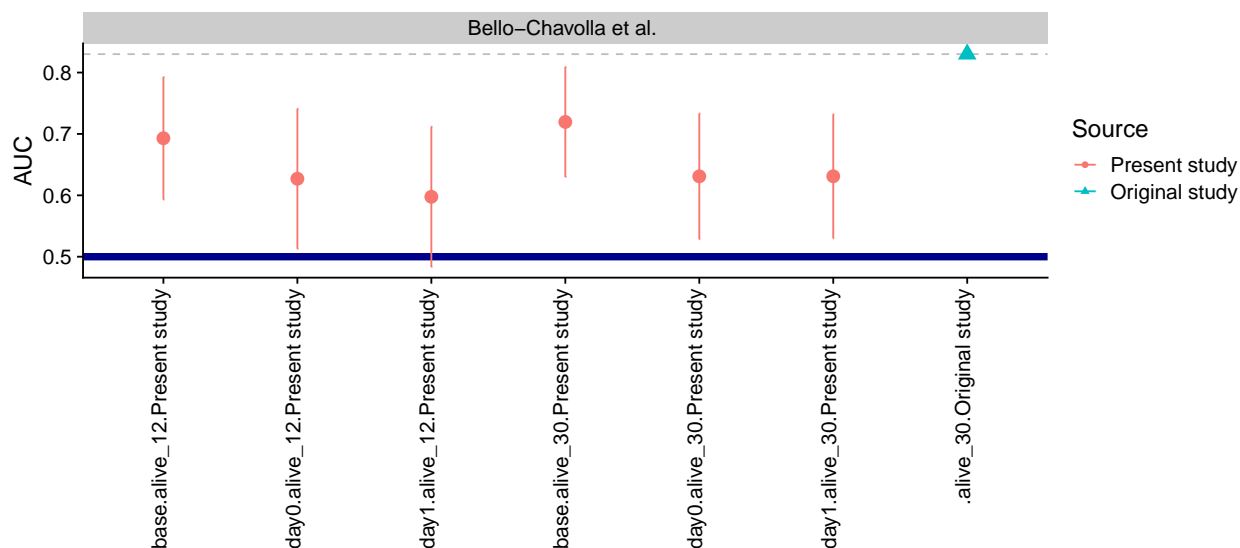 Bello−Chavolla et al.
0.8
0.7
0.6
0.5
AUC
base.alive_12.Present study
day0.alive_12.Present study
day1.alive_12.Present study
base.alive_30.Present study
day0.alive_30.Present study
day1.alive_30.Present study
.alive_30.Original study
Source
Present study
Original study